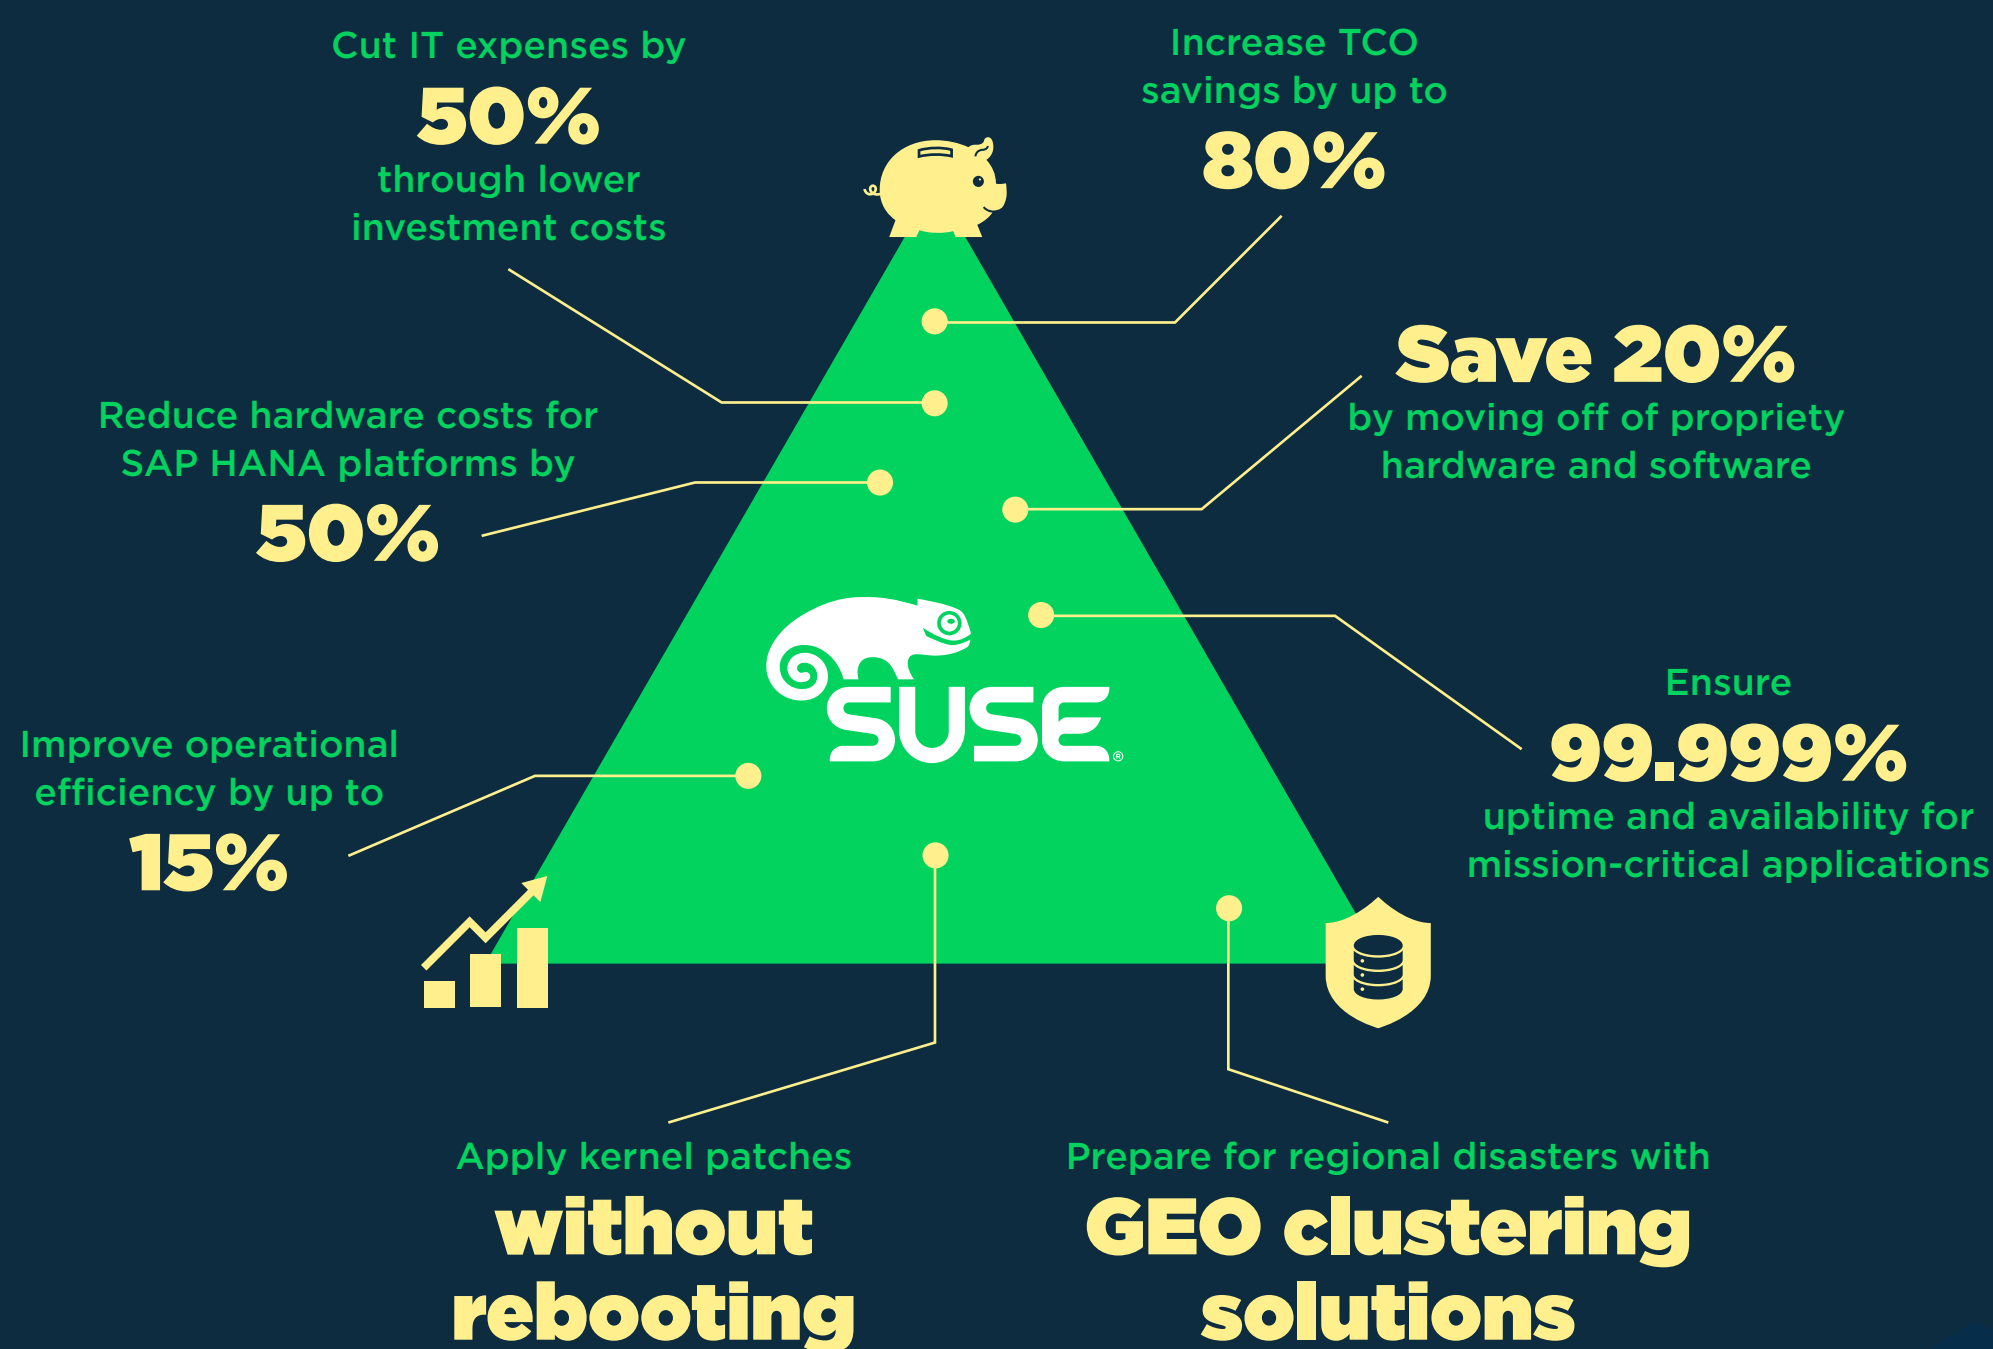 Cut IT expenses by
50%
through lower
investment costs
Increase TCO
savings by up to
80%
Save 20%
by moving off of propriety
hardware and software
Reduce hardware costs for
SAP HANA platforms by
50%
SUSE®
Ensure
99.999%
uptime and availability for
mission-critical applications
Improve operational
efficiency by up to
15%
Apply kernel patches
without
rebooting
Prepare for regional disasters with
GEO clustering
solutions